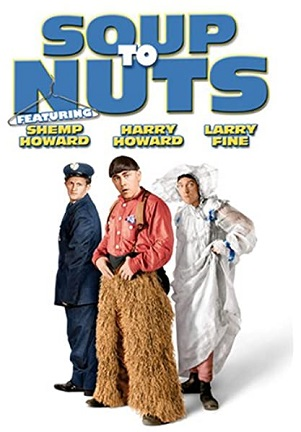 SOUP
TO
NUTS
FEATURING
SHEMP HARRY LARRY
HOWARD HOWARD FINE